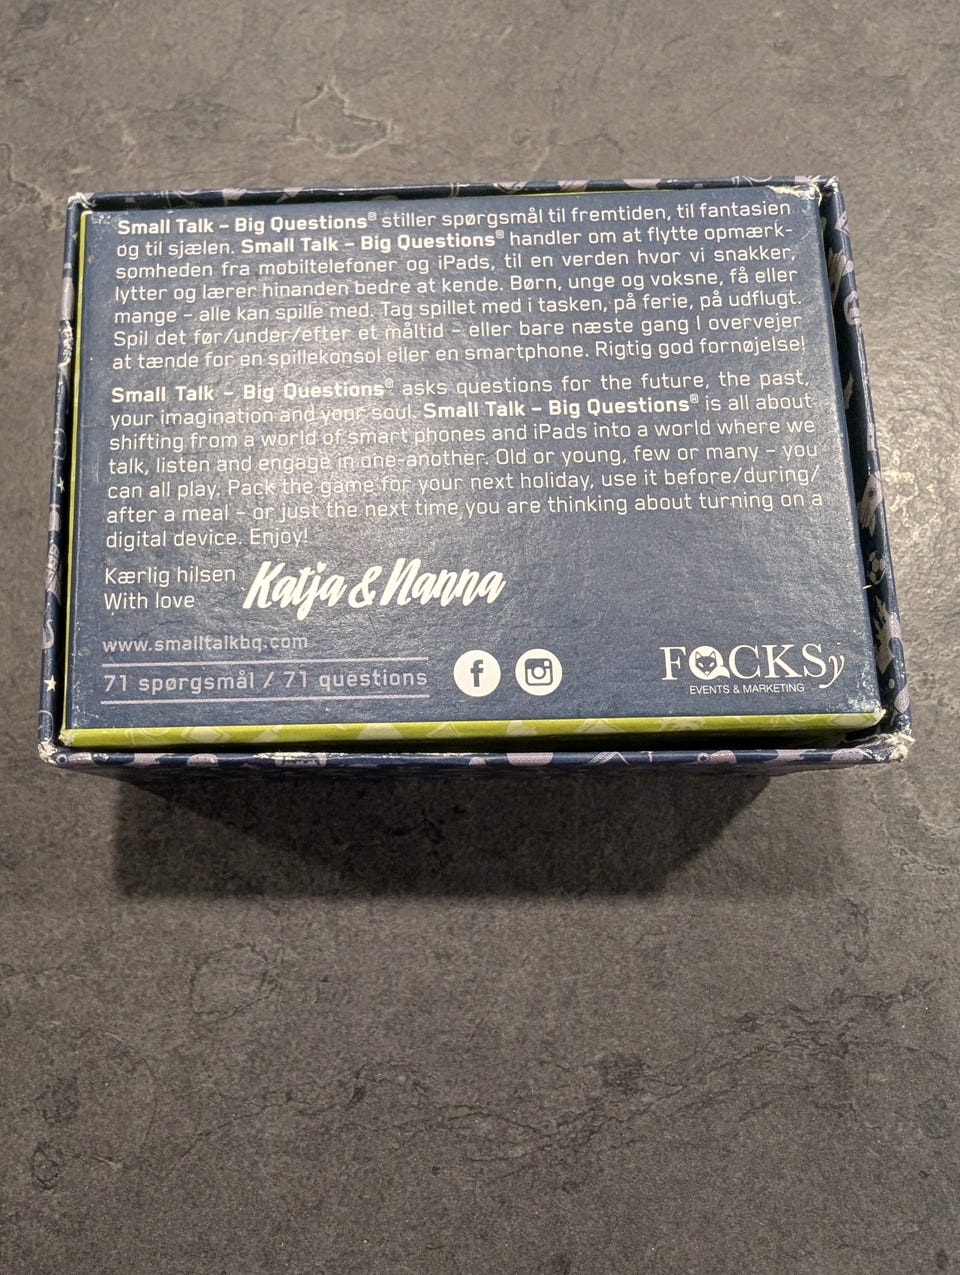 Small Talk – Big Questions® stiller spørgsmål til fremtiden, til fantasien
og til sjælen. Small Talk – Big Questions® handler om at flytte opmærk-
somheden fra mobiltelefoner og iPads, til en verden hvor vi snakker,
lytter og lærer hinanden bedre at kende. Børn, unge og voksne, få eller
mange – alle kan spille med. Tag spillet med i tasken, på ferie, på udflugt.
Spil det før/under/efter et måltid – eller bare næste gang I overvejer
at tænde for en spillekonsol eller en smartphone. Rigtig god fornøjelse!
Small Talk – Big Questions® asks questions for the future, the past,
your imagination and your soul. Small Talk – Big Questions® is all about
shifting from a world of smart phones and iPads into a world where we
talk, listen and engage in one-another. Old or young, few or many – you
can all play. Pack the game for your next holiday, use it before/during/
after a meal – or just the next time you are thinking about turning on a
digital device. Enjoy!
Kærlig hilsen
With love
Katja & Nanna
www.smalltalkbq.com
71 spørgsmål / 71 questions
FOCKSy
EVENTS & MARKETING